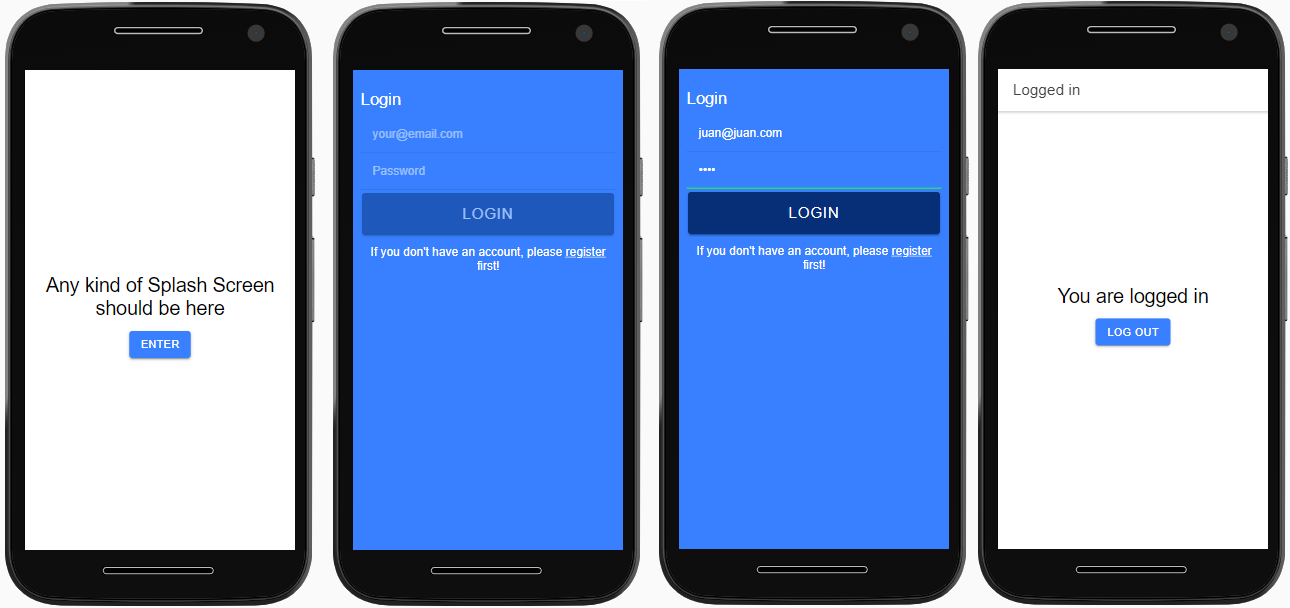 Any kind of Splash Screen
should be here
ENTER
Login
your@email.com
Password
LOGIN
If you don't have an account, please register
first!
Login
juan@juan.com
••••
LOGIN
If you don't have an account, please register
first!
Logged in
You are logged in
LOG OUT